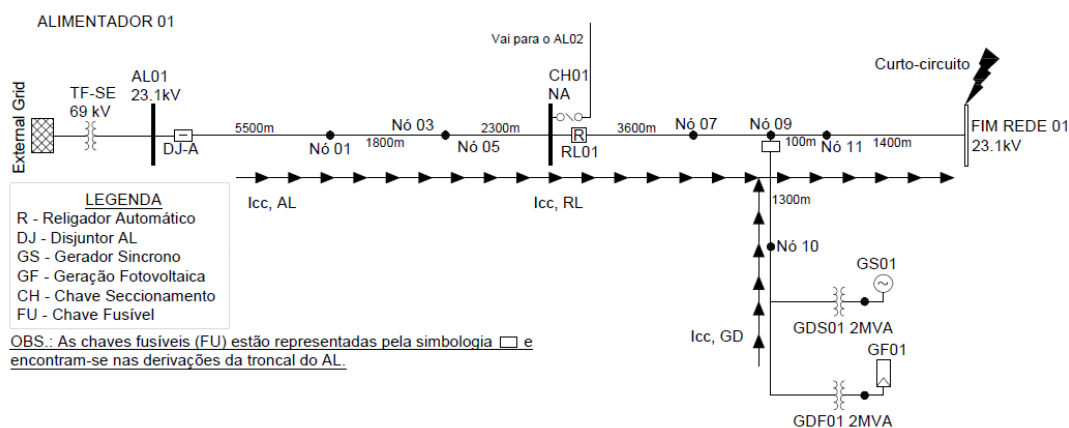 ALIMENTADOR 01
Vai para o AL02
Curto-circuito
External Grid
TF-SE
69 kV
AL01
23.1kV
CH01
NA
DJ-A
5500m
Nó 01
1800m
Nó 03
Nó 05
2300m
R
RL01
3600m
Nó 07
Nó 09
100m
Nó 11
1400m
FIM REDE 01
23.1kV
Icc, AL
Icc, RL
1300m
Nó 10
Icc, GD
GS01
GDS01 2MVA
GF01
GDF01 2MVA
LEGENDA
R - Religador Automático
DJ - Disjuntor AL
GS - Gerador Sincrono
GF - Geração Fotovoltaica
CH - Chave Seccionamento
FU - Chave Fusível
OBS.: As chaves fusíveis (FU) estão representadas pela simbologia e
encontram-se nas derivações da troncal do AL.